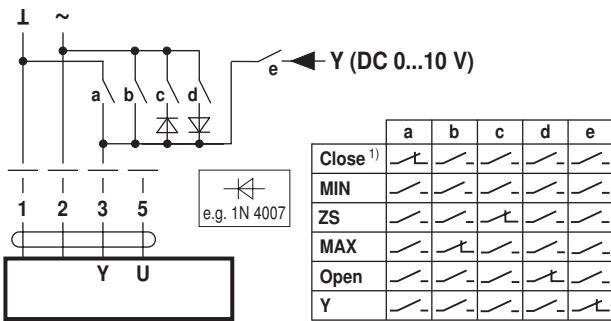 ⊥ ~
e Y (DC 0...10 V)
a b c d
1 2 3 5
e.g. 1N 4007
Y U
a b c d e
Close 1)
MIN
ZS
MAX
Open
Y